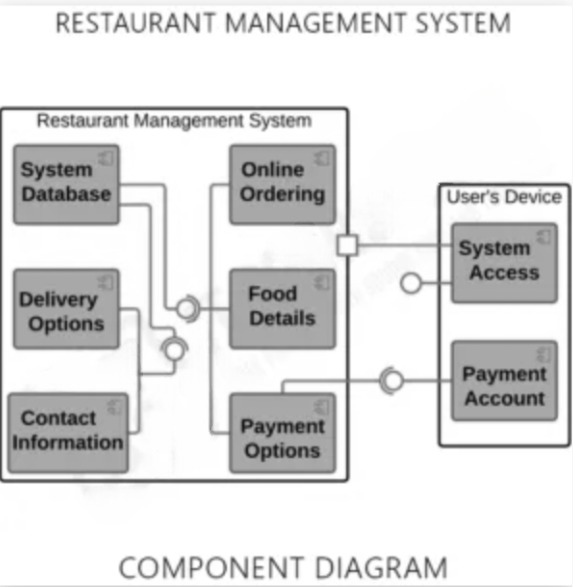 RESTAURANT MANAGEMENT SYSTEM
Restaurant Management System
System
Database
Online
Ordering
User's Device
System
Access
Delivery
Options
Food
Details
Payment
Account
Contact
Information
Payment
Options
COMPONENT DIAGRAM